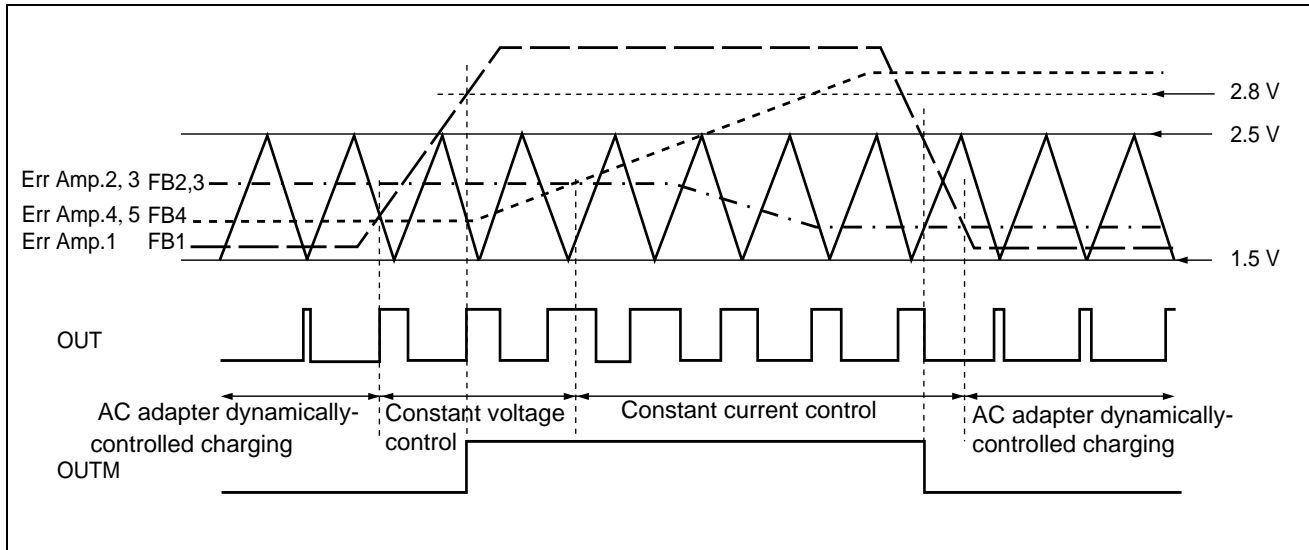 2.8 V
2.5 V
Err Amp.2, 3 FB2,3
Err Amp.4, 5 FB4
Err Amp.1 FB1
1.5 V
OUT
AC adapter dynamically-
controlled charging
Constant voltage
control
Constant current control
AC adapter dynamically-
controlled charging
OUTM